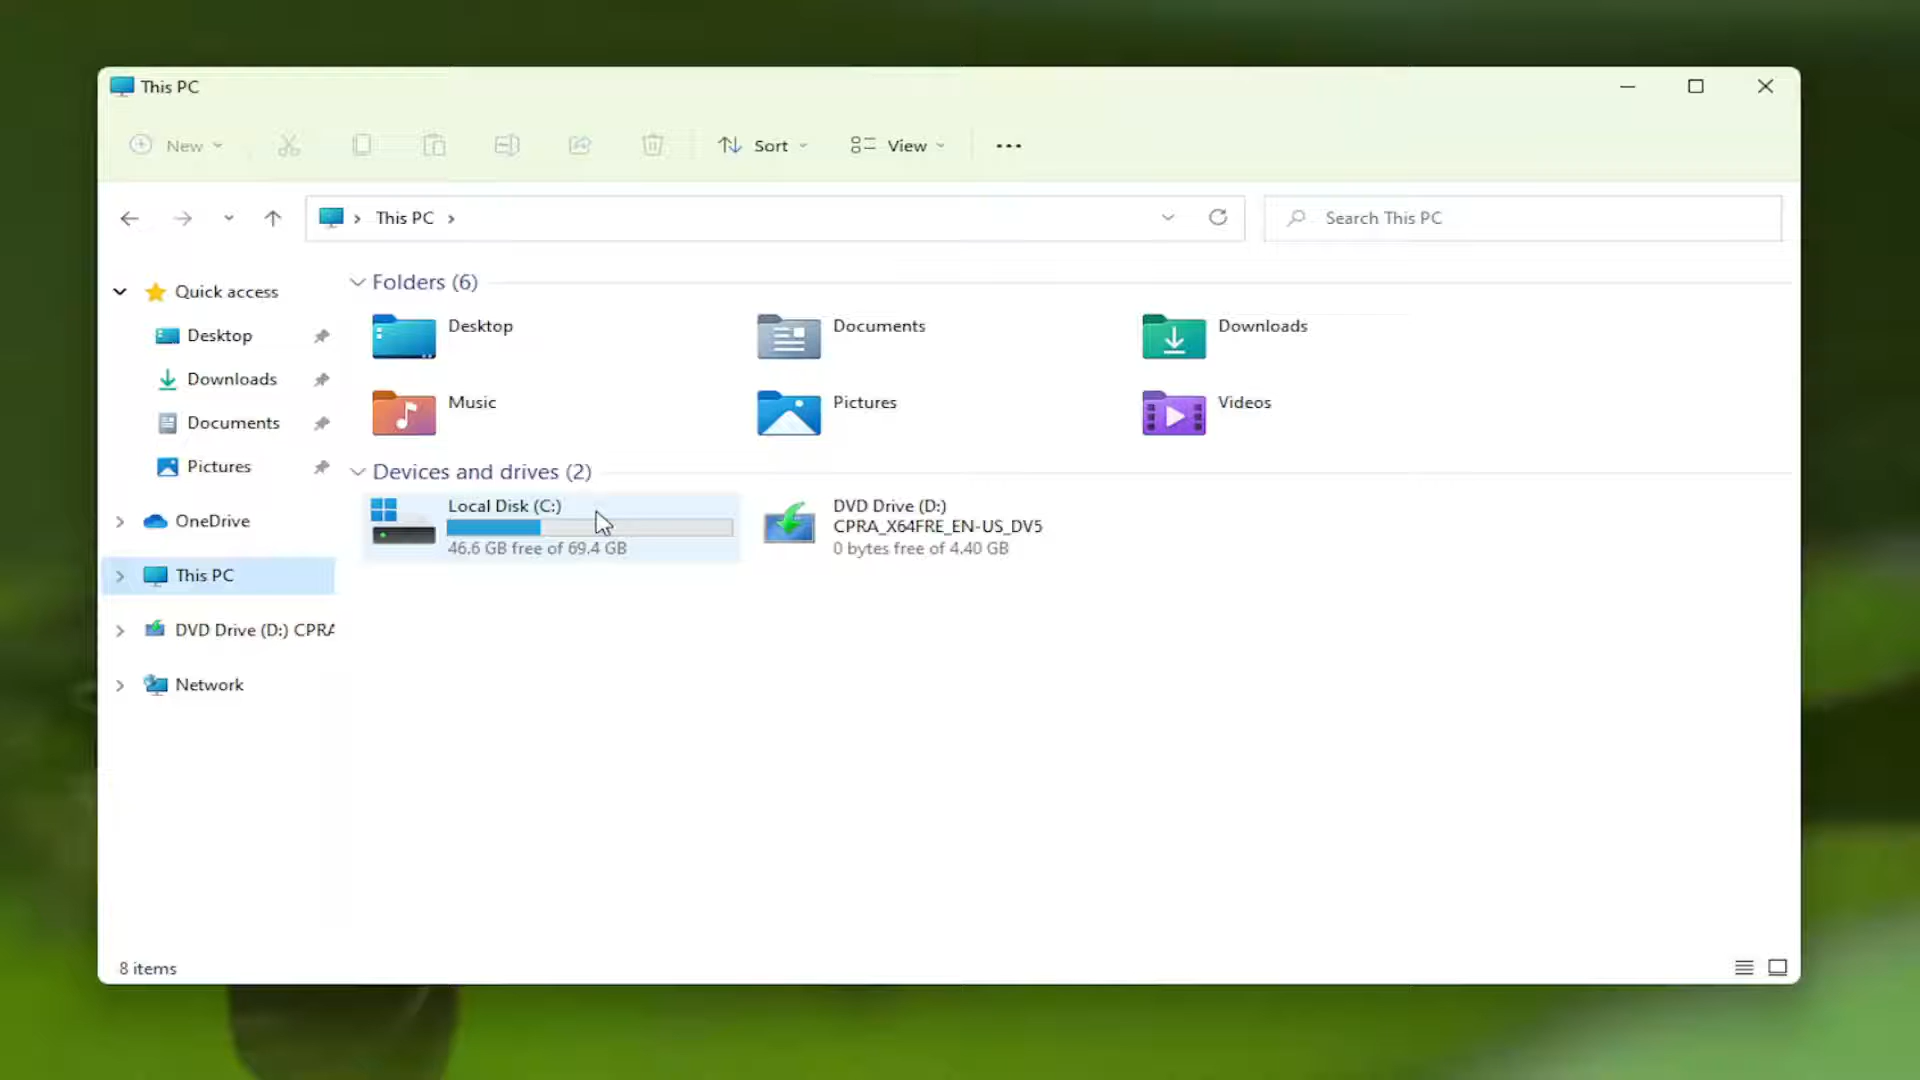 This PC
New
Sort
View
This PC
Search This PC
Quick access
Desktop
Downloads
Documents
Pictures
OneDrive
This PC
DVD Drive (D:) CPRA
Network
Folders (6)
Desktop
Documents
Downloads
Music
Pictures
Videos
Devices and drives (2)
Local Disk (C:)
46.6 GB free of 69.4 GB
DVD Drive (D:)
CPRA_X64FRE_EN-US_DV5
0 bytes free of 4.40 GB
8 items